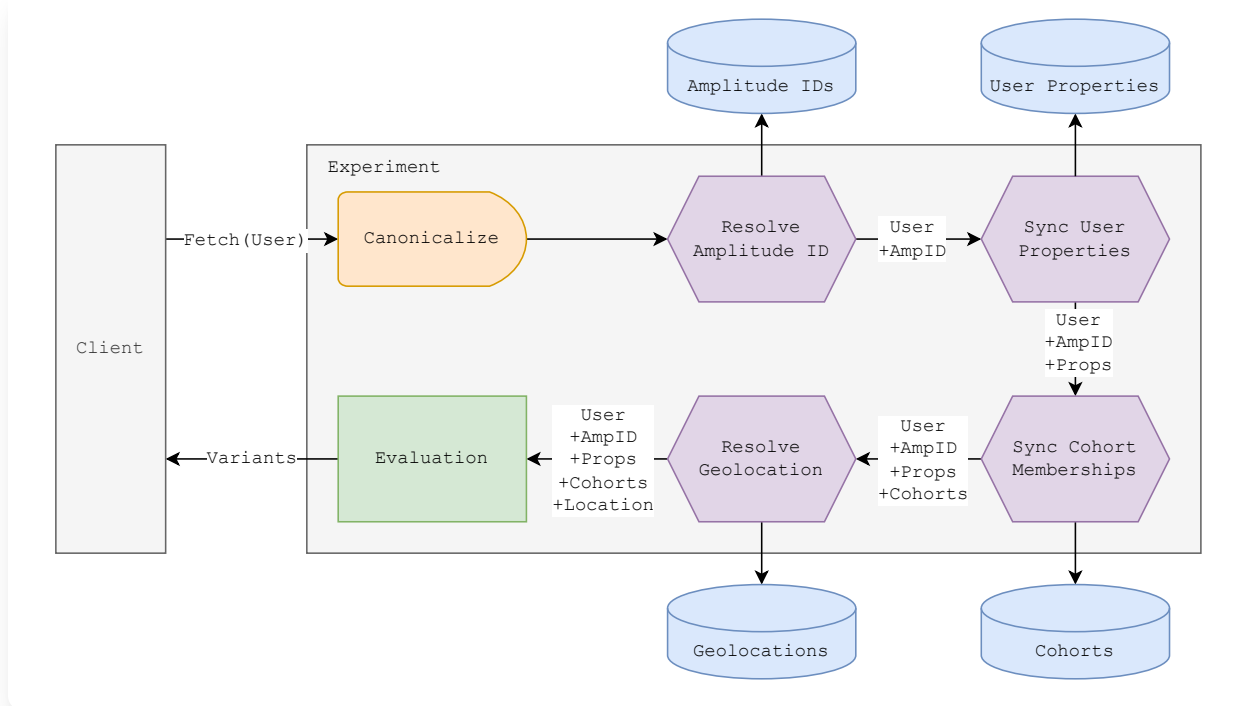 Amplitude IDs
User Properties
Experiment
Client
Fetch(User)
Canonicalize
Resolve
Amplitude ID
User
+AmpID
Sync User
Properties
User
+AmpID
+Props
Sync Cohort
Memberships
User
+AmpID
+Props
+Cohorts
Resolve
Geolocation
User
+AmpID
+Props
+Cohorts
+Location
Evaluation
Variants
Geolocations
Cohorts